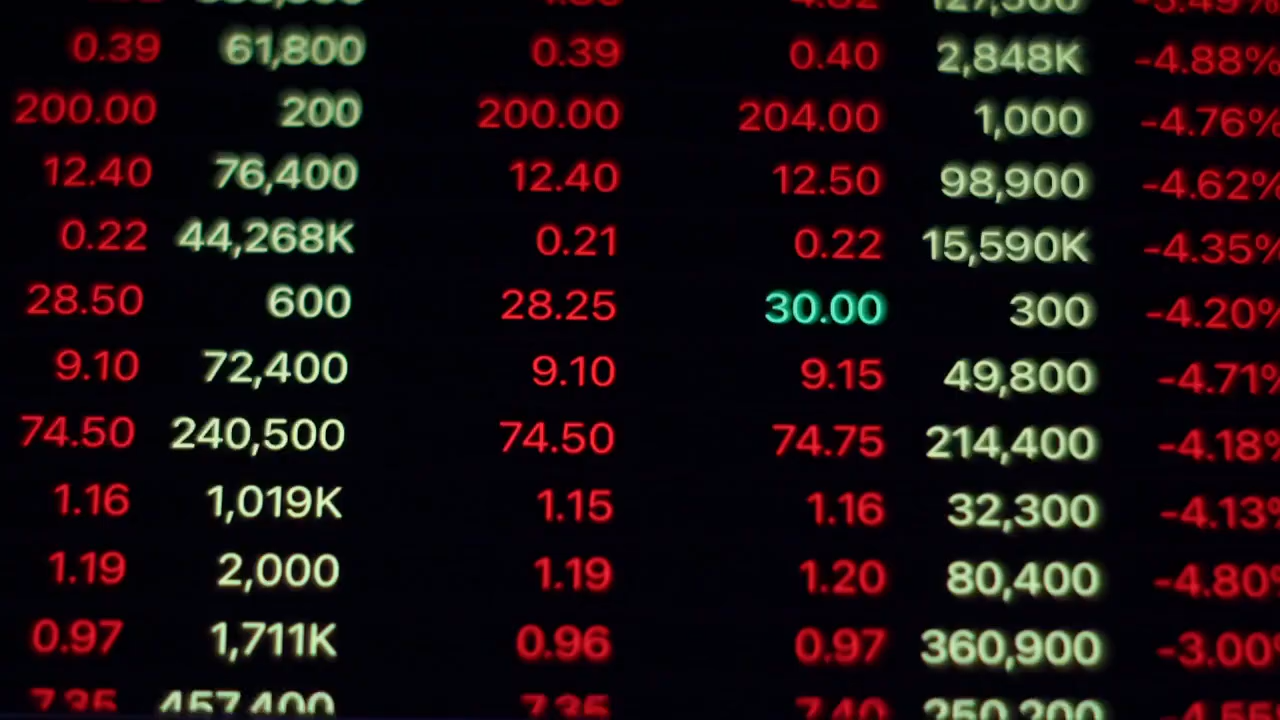 0.39 61,800 0.39 0.40 2,848K -4.88%
200.00 200 200.00 204.00 1,000 -4.76%
12.40 76,400 12.40 12.50 98,900 -4.62%
0.22 44,268K 0.21 0.22 15,590K -4.35%
28.50 600 28.25 30.00 300 -4.20%
9.10 72,400 9.10 9.15 49,800 -4.71%
74.50 240,500 74.50 74.75 214,400 -4.18%
1.16 1,019K 1.15 1.16 32,300 -4.13%
1.19 2,000 1.19 1.20 80,400 -4.80%
0.97 1,711K 0.96 0.97 360,900 -3.00%
7.35 457,400 7.35 7.40 250,200